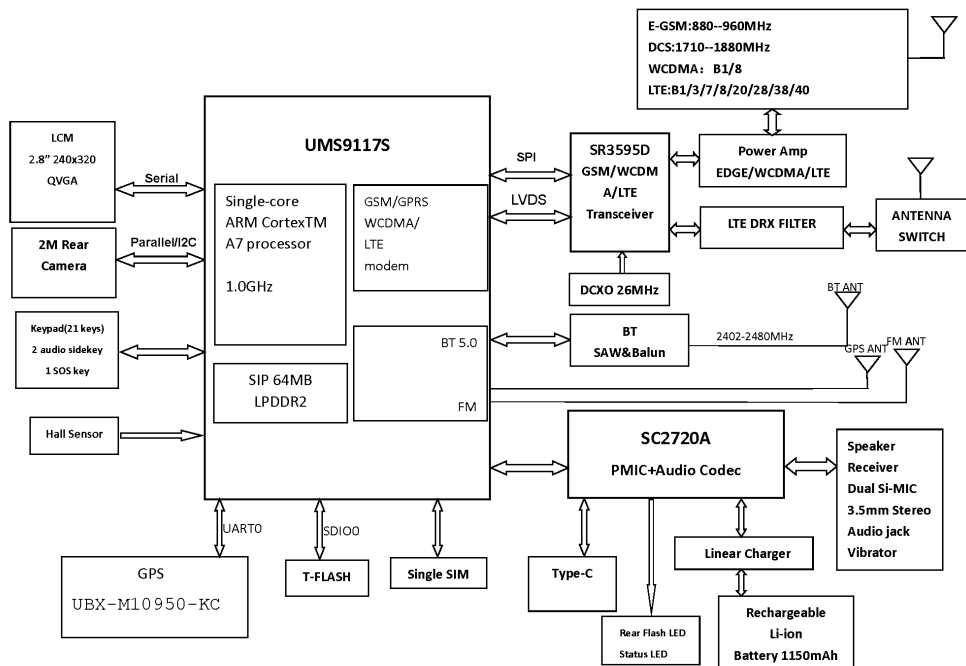 E-GSM:880--960MHz
DCS:1710--1880MHz
WCDMA: B1/8
LTE:B1/3/7/8/20/28/38/40
LCM
2.8” 240x320
QVGA
Serial
UMS9117S
Single-core
ARM CortexTM
A7 processor
1.0GHz
GSM/GPRS
WCDMA/
LTE
modem
SPI
LVDS
SR3595D
GSM/WCDM
A/LTE
Transceiver
Power Amp
EDGE/WCDMA/LTE
LTE DRX FILTER
ANTENNA
SWITCH
2M Rear
Camera
Parallel/I2C
DCXO 26MHz
BT ANT
Keypad(21 keys)
2 audio sidekey
1 SOS key
BT 5.0
FM
BT
SAW&Balun
2402-2480MHz
GPS ANT
FM ANT
SIP 64MB
LPDDR2
Hall Sensor
SC2720A
PMIC+Audio Codec
Speaker
Receiver
Dual Si-MIC
3.5mm Stereo
Audio jack
Vibrator
UART0
SDIO0
GPS
UBX-M10950-KC
T-FLASH
Single SIM
Type-C
Linear Charger
Rear Flash LED
Status LED
Rechargeable
Li-ion
Battery 1150mAh